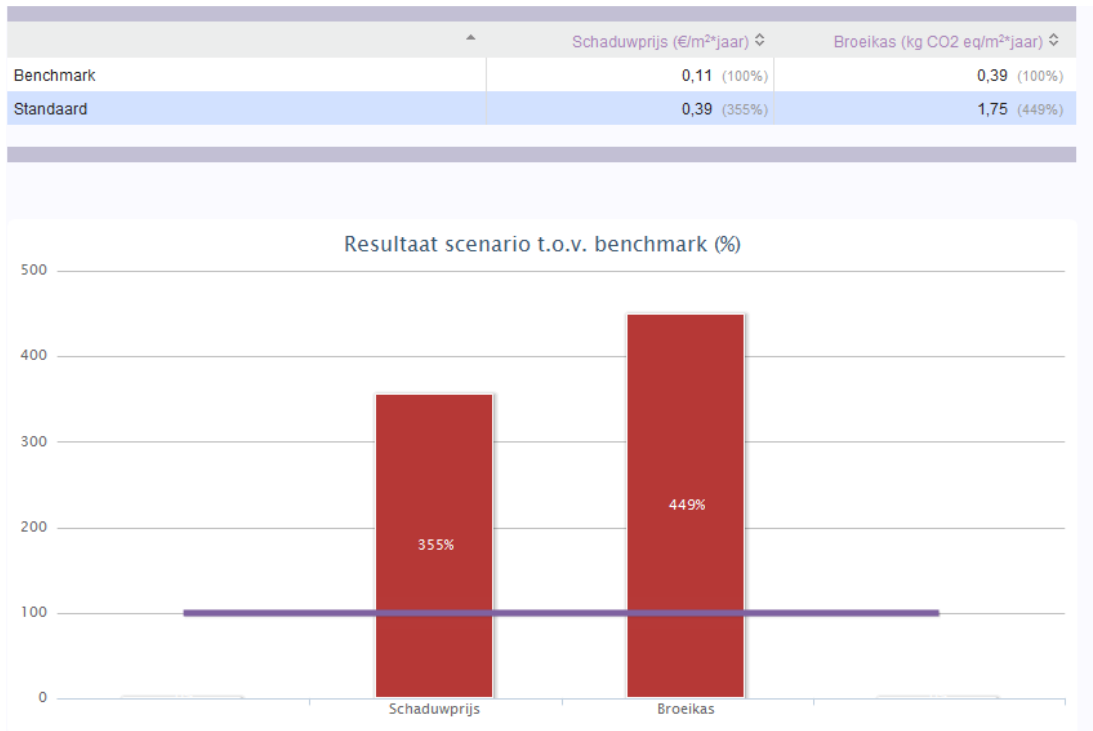 Schaduwprijs (€/m²*jaar) Broeikas (kg CO2 eq/m²*jaar)
Benchmark 0,11 (100%) 0,39 (100%)
Standaard 0,39 (355%) 1,75 (449%)
Resultaat scenario t.o.v. benchmark (%)
500
400
300
449%
200
355%
100
0
Schaduwprijs Broeikas